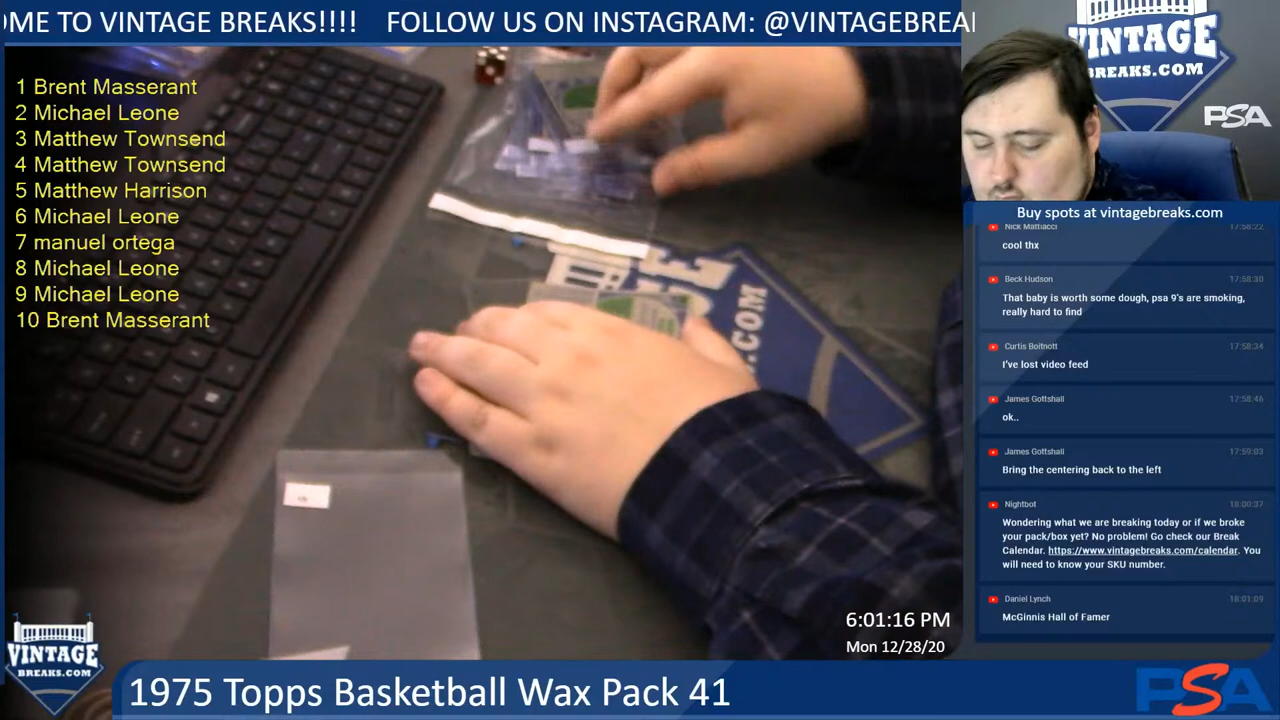 OME TO VINTAGE BREAKS!!!! FOLLOW US ON INSTAGRAM: @VINTAGEBREAK
1 Brent Masserant
2 Michael Leone
3 Matthew Townsend
4 Matthew Townsend
5 Matthew Harrison
6 Michael Leone
7 manuel ortega
8 Michael Leone
9 Michael Leone
10 Brent Masserant
.COM
VINTAGE
BREAKS.COM
PSA
Buy spots at vintagebreaks.com
Nick Mattiacci 17:58:22
cool thx
Beck Hudson 17:58:30
That baby is worth some dough, psa 9's are smoking,
really hard to find
Curtis Boitnott 17:58:34
I've lost video feed
James Gottshall 17:58:46
ok..
James Gottshall 17:59:03
Bring the centering back to the left
Nightbot 18:00:37
Wondering what we are breaking today or if we broke
your pack/box yet? No problem! Go check our Break
Calendar. https://www.vintagebreaks.com/calendar. You
will need to know your SKU number.
Daniel Lynch 18:01:09
McGinnis Hall of Famer
6:01:16 PM
Mon 12/28/20
VINTAGE
BREAKS.COM
1975 Topps Basketball Wax Pack 41
PSA